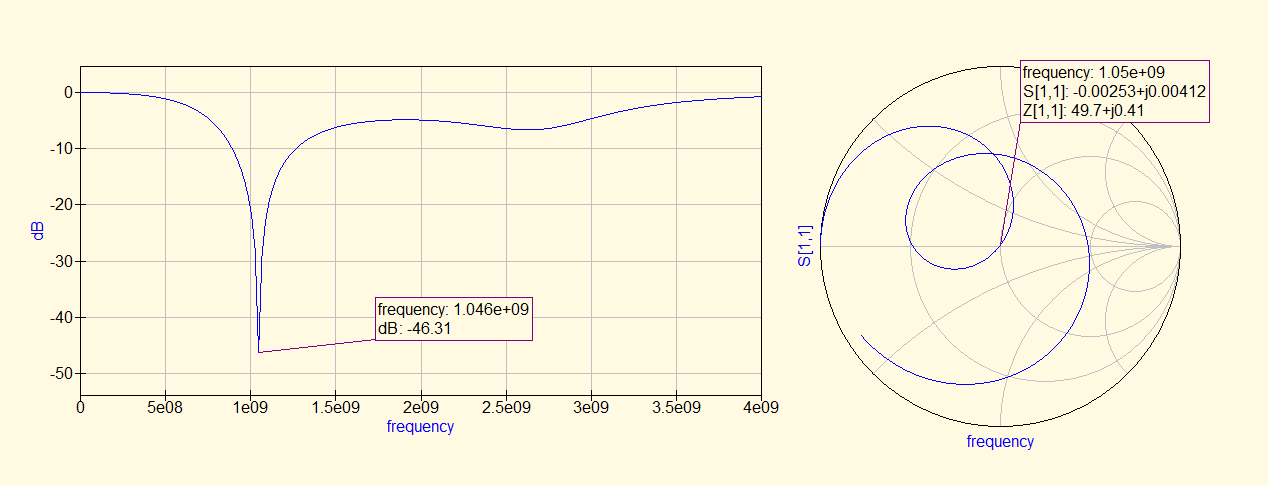 0
-10
-20
-30
-40
-50
dB
frequency: 1.046e+09
dB: -46.31
0
5e08
1e09
1.5e09
2e09
2.5e09
3e09
3.5e09
4e09
frequency
frequency: 1.05e+09
S[1,1]: -0.00253+j0.00412
Z[1,1]: 49.7+j0.41
S[1,1]
frequency